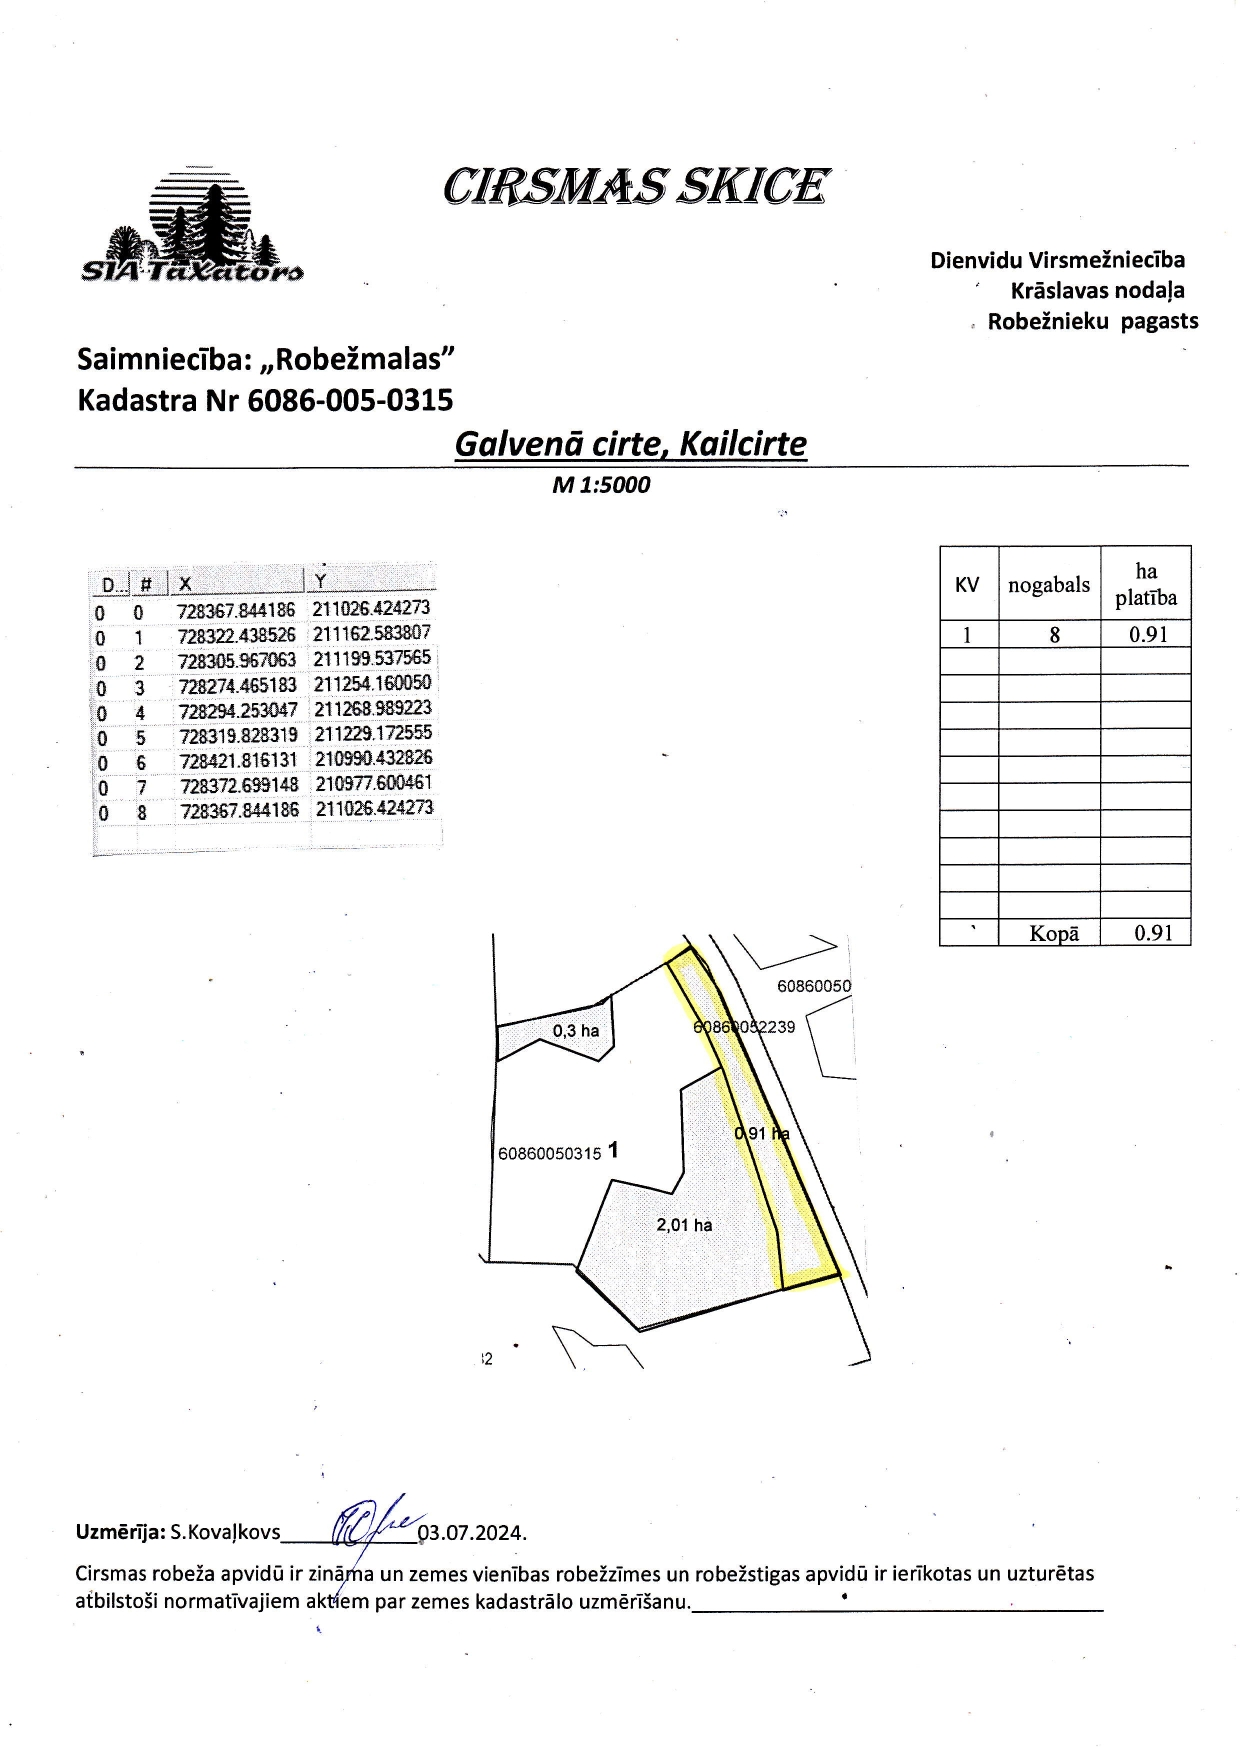 CIRSMAS SKICE
SIA TaXators
Dienvidu Virsmežniecība
Krāslavas nodaļa
Robežnieku pagasts
Saimniecība: „Robežmalas”
Kadastra Nr 6086-005-0315
Galvenā cirte, Kailcirte
M 1:5000
D... # X Y
0 0 728367.844186 211026.424273
0 1 728322.438526 211162.583807
0 2 728305.967063 211199.537565
0 3 728274.465183 211254.160050
0 4 728294.253047 211268.989223
0 5 728319.828319 211229.172555
0 6 728421.816131 210990.432826
0 7 728372.699148 210977.600461
0 8 728367.844186 211026.424273
KV nogabals ha platība
1 8 0.91
Kopā 0.91
60860050
0,3 ha
60860052239
0,91 ha
60860050315 1
2,01 ha
Uzmērīja: S.Kovaļkovs 03.07.2024.
Cirsmas robeža apvidū ir zināma un zemes vienības robežzīmes un robežstigas apvidū ir ierīkotas un uzturētas
atbilstoši normatīvajiem aktiem par zemes kadastrālo uzmērīšanu.